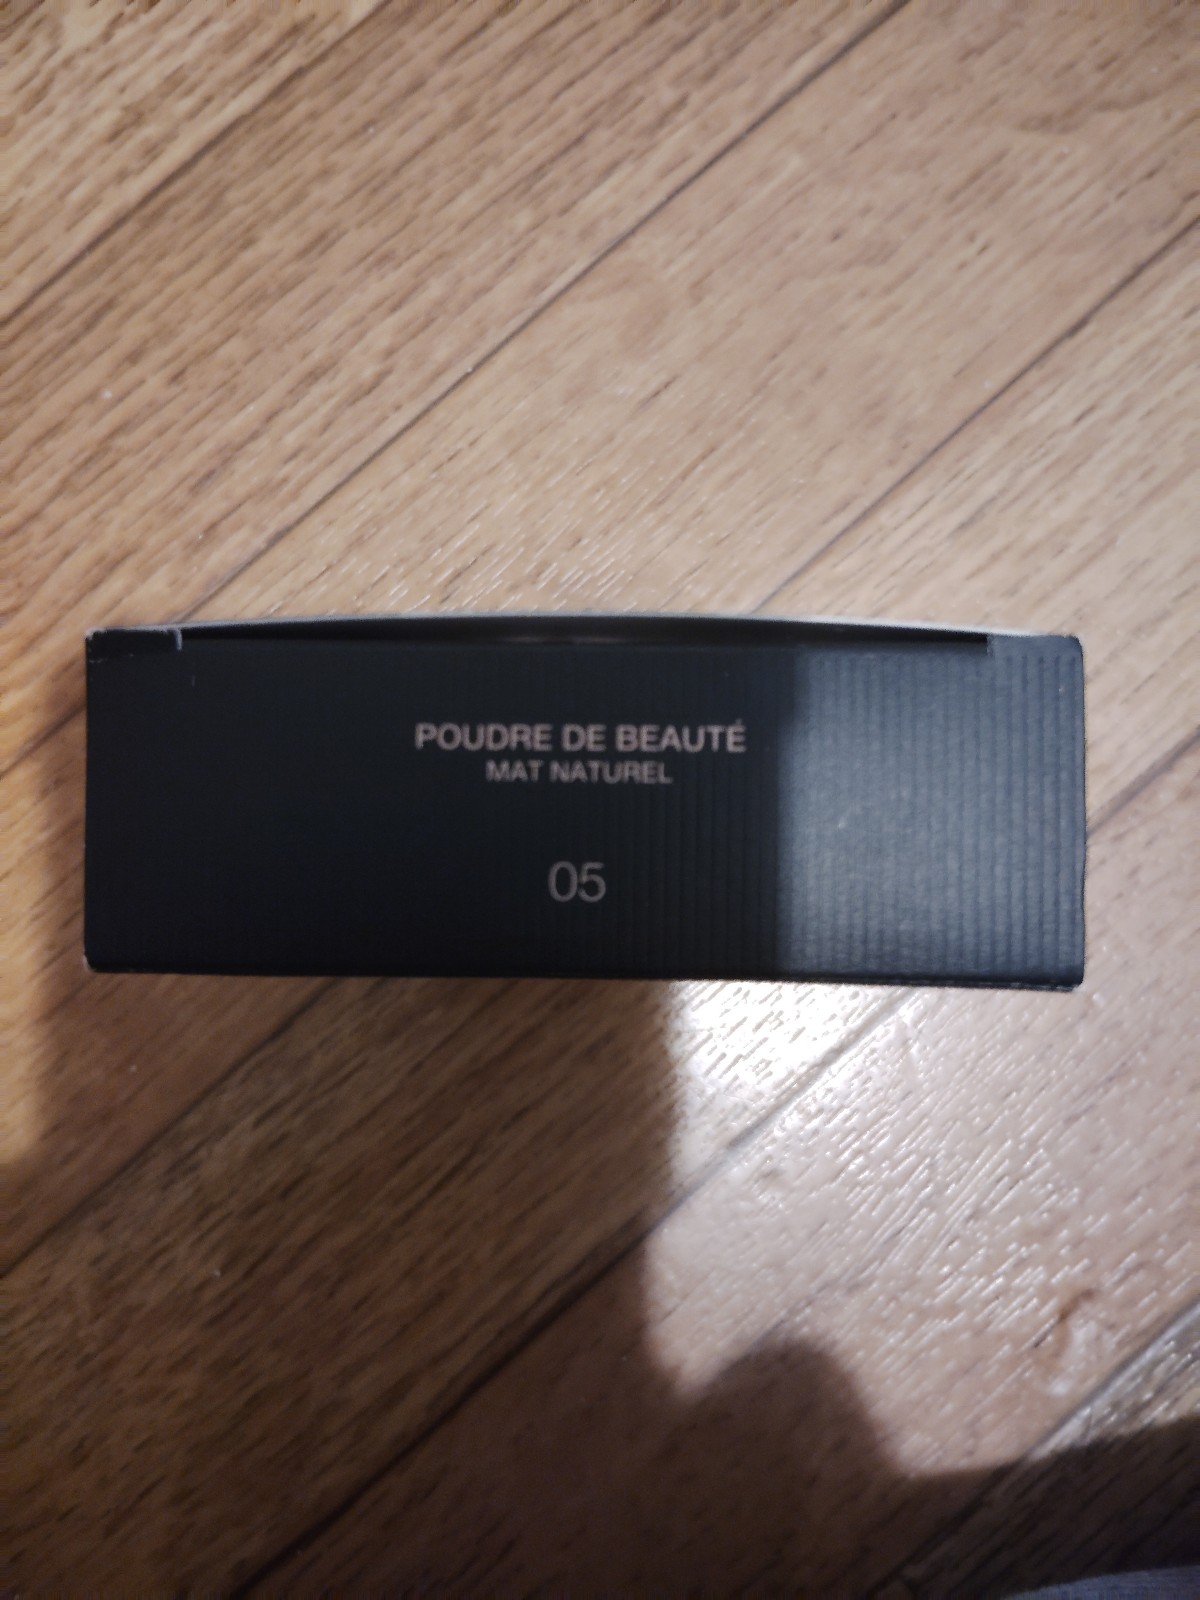 POUDRE DE BEAUTÉ
MAT NATUREL
05